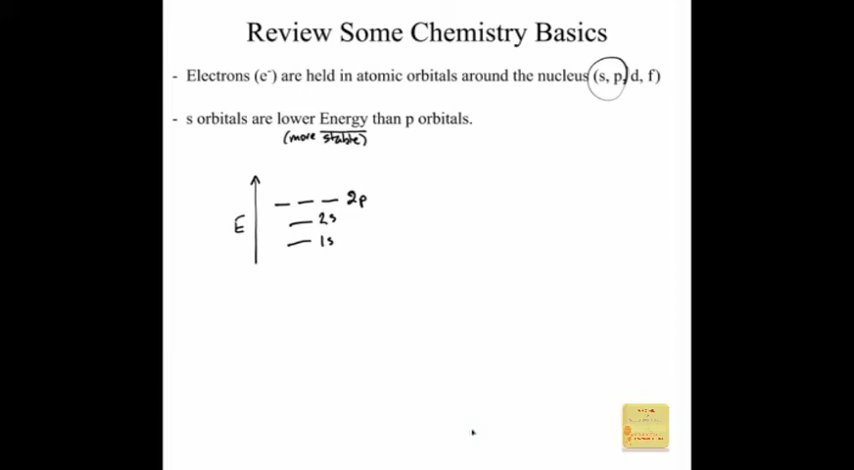 Review Some Chemistry Basics
- Electrons (e⁻) are held in atomic orbitals around the nucleus (s, p, d, f)
- s orbitals are lower Energy than p orbitals.
(more stable)
2p
E 2s
1s